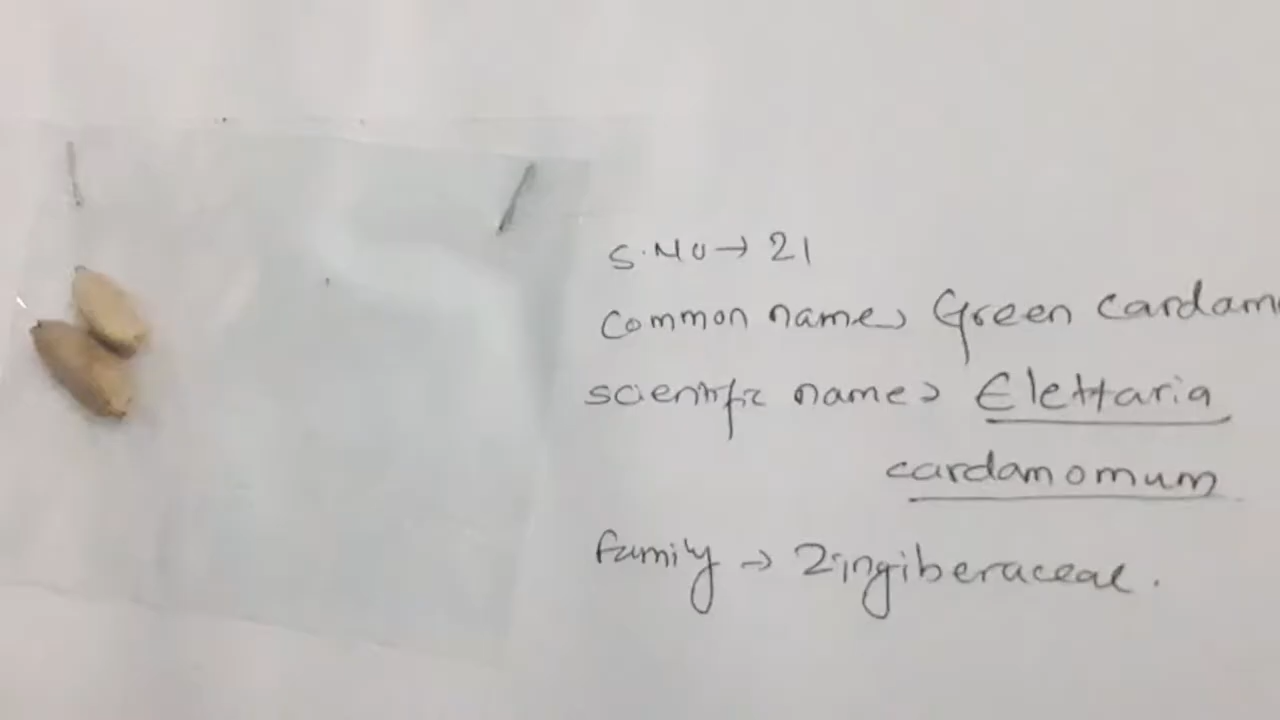 S.No → 21
Common name → Green cardam
scientific name → Elettaria
cardamomum
family → Zingiberaceae.